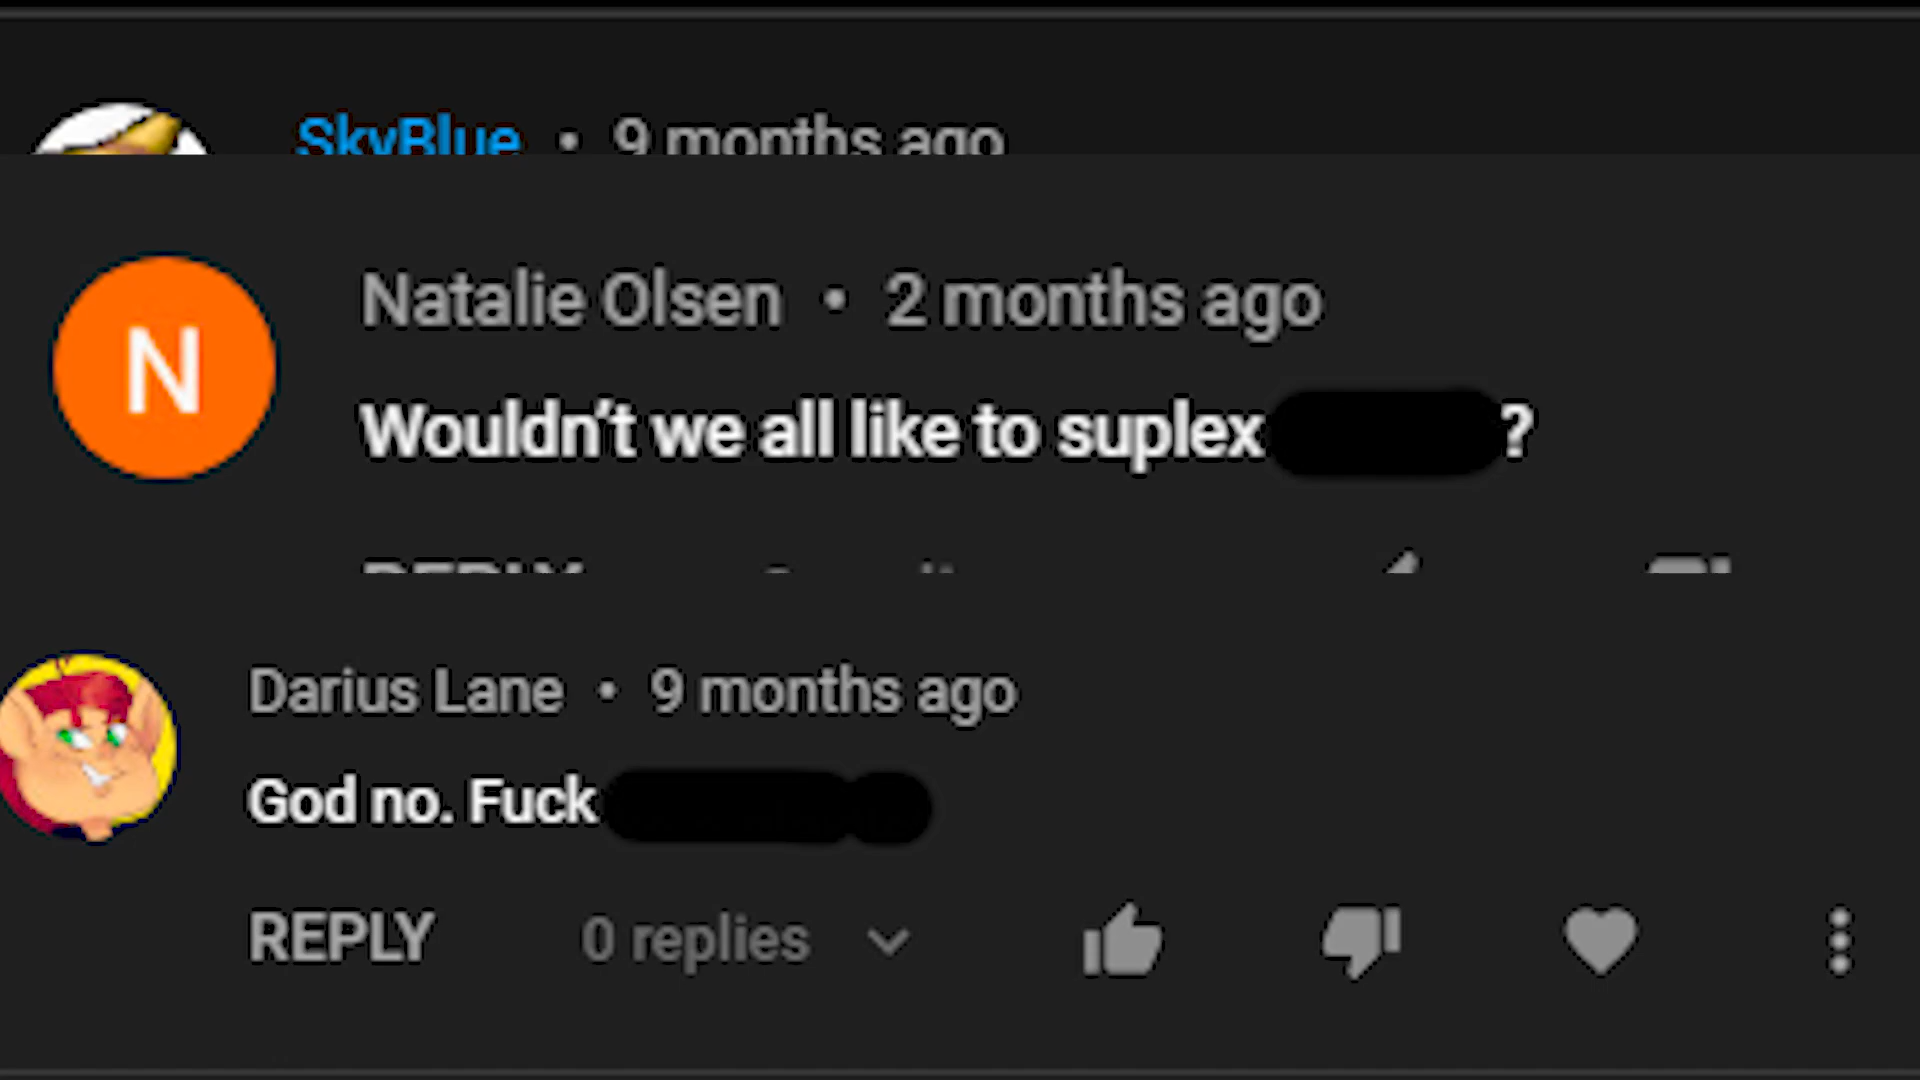 SkyBlue • 9 months ago
N
Natalie Olsen • 2 months ago
Wouldn't we all like to suplex ?
REPLY
Darius Lane • 9 months ago
God no. Fuck
REPLY 0 replies